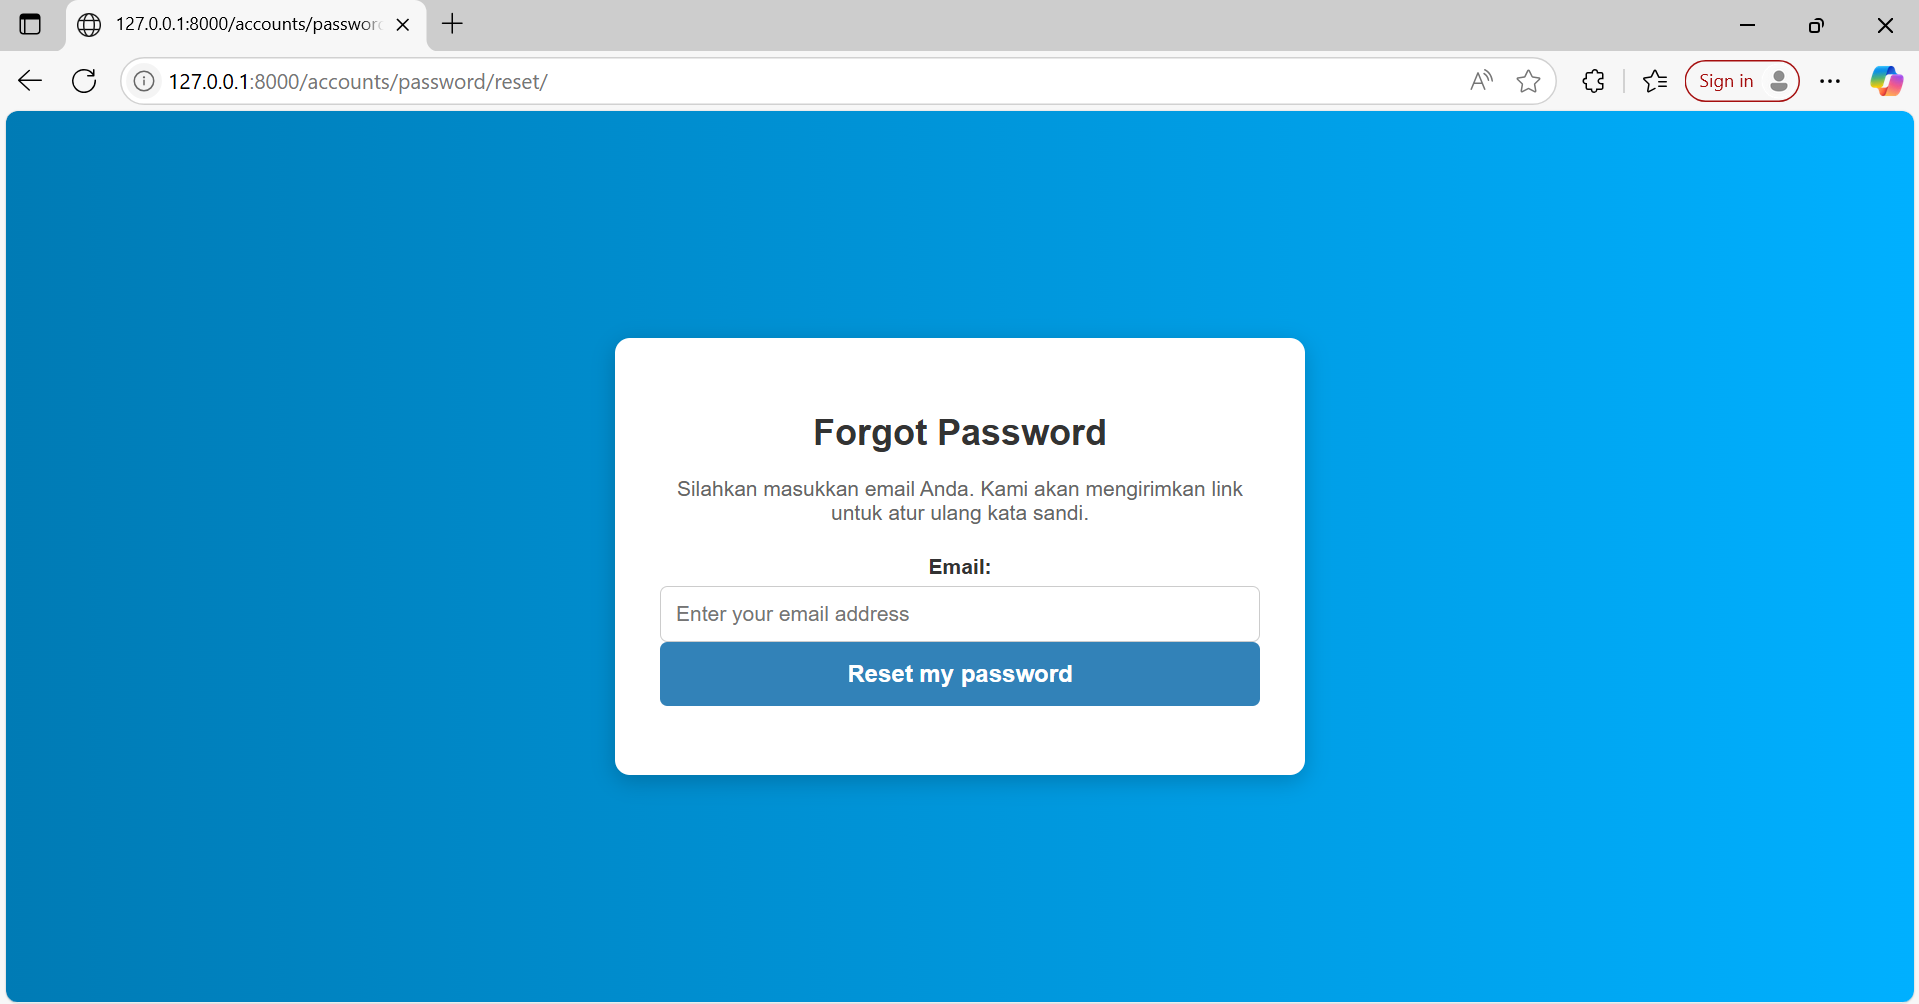 127.0.0.1:8000/accounts/passwor
127.0.0.1:8000/accounts/password/reset/
Sign in
Forgot Password
Silahkan masukkan email Anda. Kami akan mengirimkan link
untuk atur ulang kata sandi.
Email:
Enter your email address
Reset my password